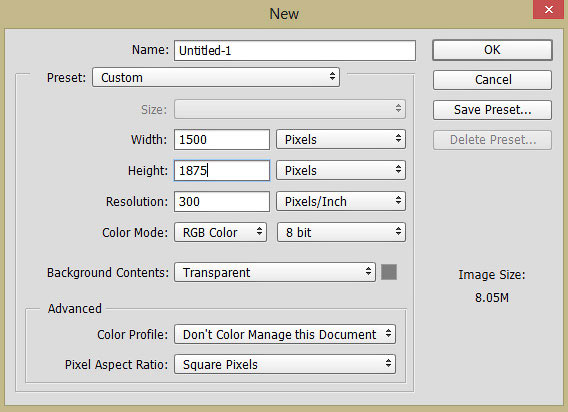 New
Name: Untitled-1 OK
Preset: Custom Cancel
Size: Save Preset...
Width: 1500 Pixels Delete Preset...
Height: 1875 Pixels
Resolution: 300 Pixels/Inch
Color Mode: RGB Color 8 bit
Background Contents: Transparent Image Size:
8.05M
Advanced
Color Profile: Don't Color Manage this Document
Pixel Aspect Ratio: Square Pixels